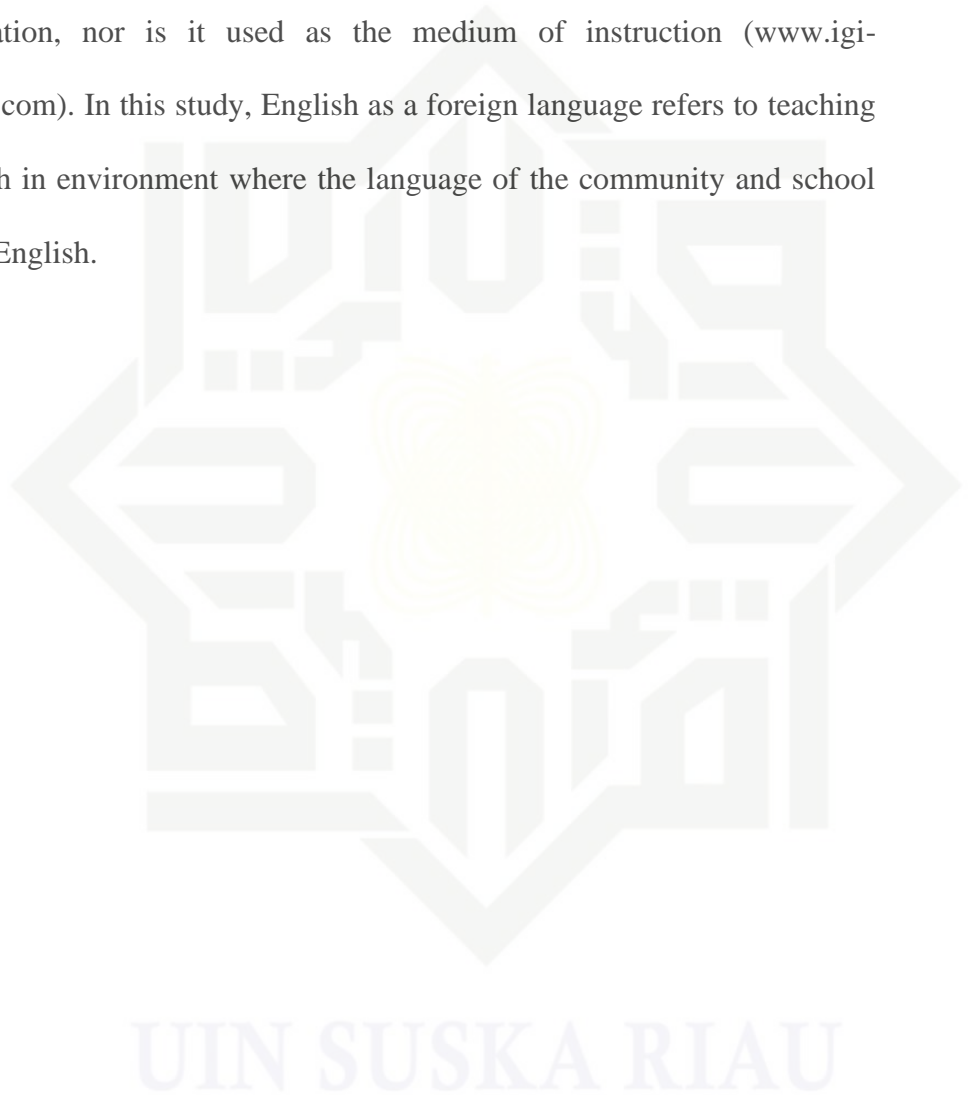 ation, nor is it used as the medium of instruction (www.igi-
com). In this study, English as a foreign language refers to teaching
h in environment where the language of the community and school
English.
UIN SUSKA RIAU